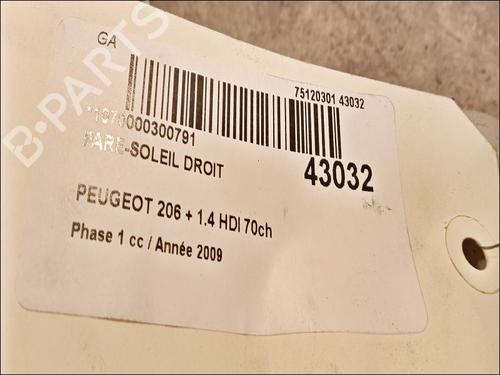 GA
75120301 43032
*1075000300791
PARE-SOLEIL DROIT
43032
PEUGEOT 206 + 1.4 HDI 70ch
Phase 1 cc / Année 2009
B-PARTS